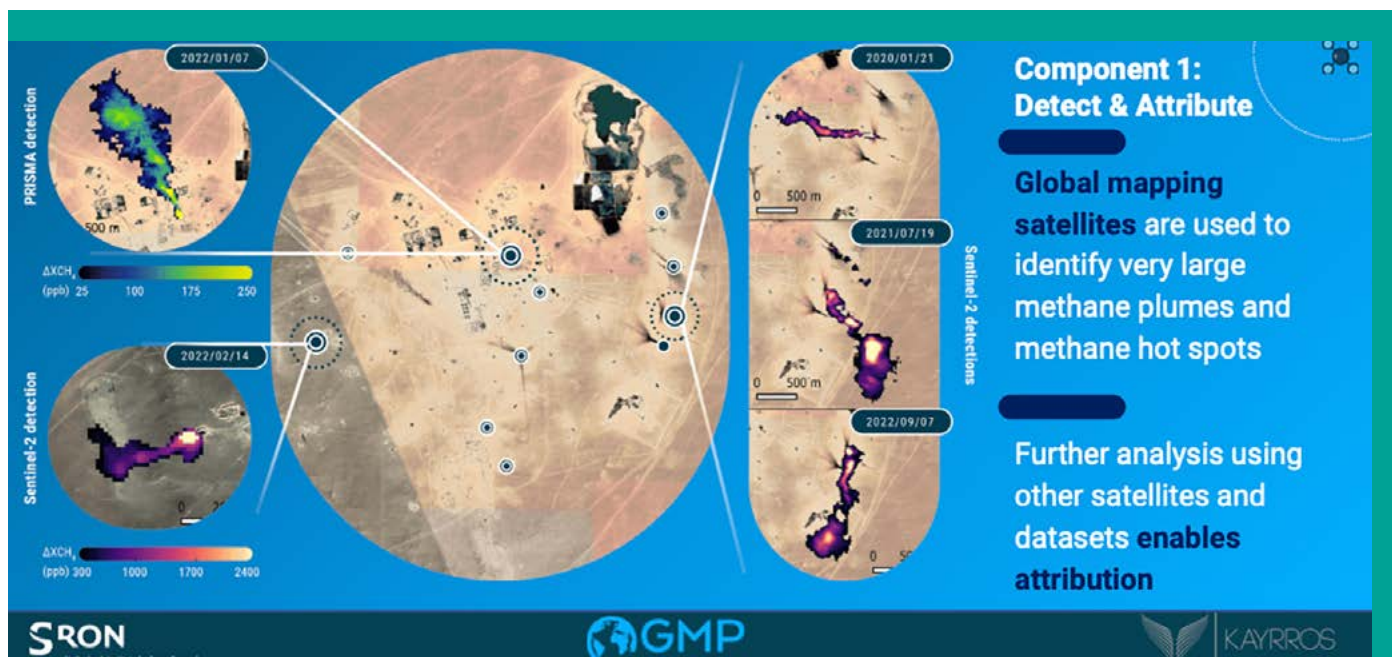 2022/01/07
PRISMA detection
500 m
ΔXCH₄
(ppb) 25 100 175 250
2022/02/14
Sentinel-2 detection
0
ΔXCH₄
(ppb) 300 1000 1700 2400
2020/01/21
0 500 m
2021/07/19
0 500 m
2022/09/07
0
Sentinel-2 detections
Component 1:
Detect & Attribute
Global mapping
satellites are used to
identify very large
methane plumes and
methane hot spots
Further analysis using
other satellites and
datasets enables
attribution
SRON
GMP
KAYRROS